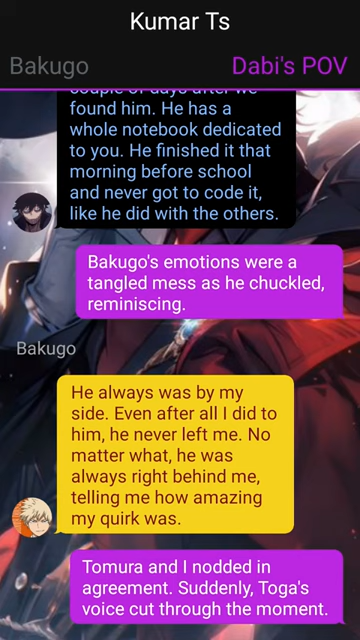 Kumar Ts
Bakugo
Dabi's POV
couple of days after we
found him. He has a
whole notebook dedicated
to you. He finished it that
morning before school
and never got to code it,
like he did with the others.
Bakugo's emotions were a
tangled mess as he chuckled,
reminiscing.
Bakugo
He always was by my
side. Even after all I did to
him, he never left me. No
matter what, he was
always right behind me,
telling me how amazing
my quirk was.
Tomura and I nodded in
agreement. Suddenly, Toga's
voice cut through the moment.